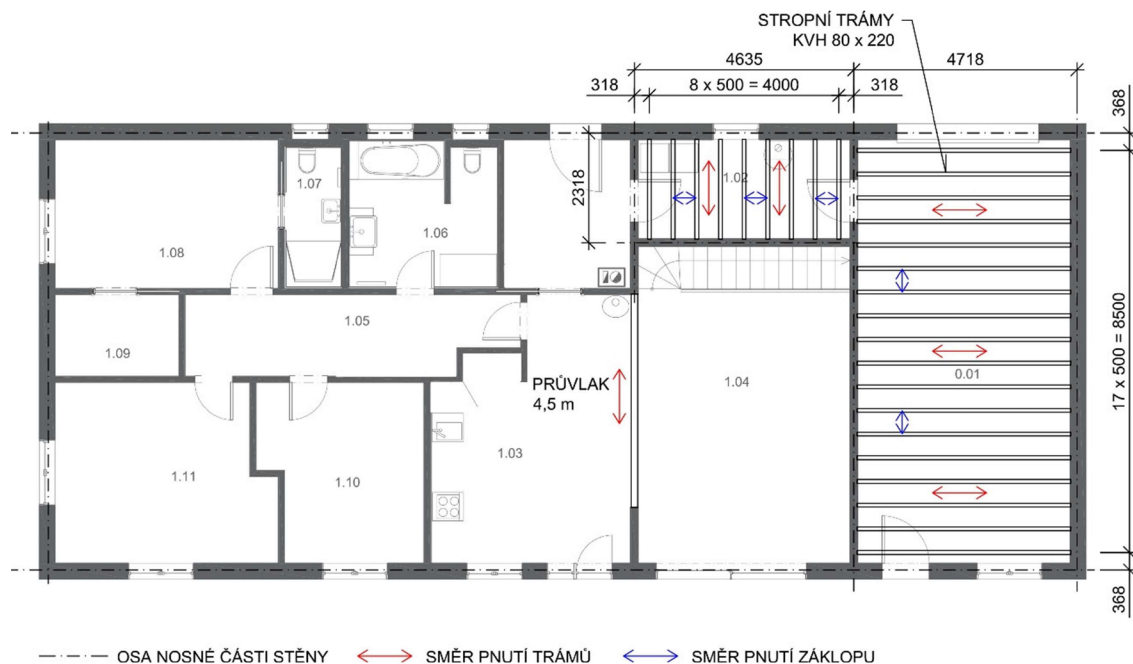 STROPNÍ TRÁMY
KVH 80 x 220
4635
4718
318
8 x 500 = 4000
318
368
2318
1.07
1.02
1.06
1.08
1.05
1.09
PRŮVLAK
4,5 m
1.04
0.01
17 x 500 = 8500
1.03
1.11
1.10
368
OSA NOSNÉ ČÁSTI STĚNY
SMĚR PNUTÍ TRÁMŮ
SMĚR PNUTÍ ZÁKLOPU